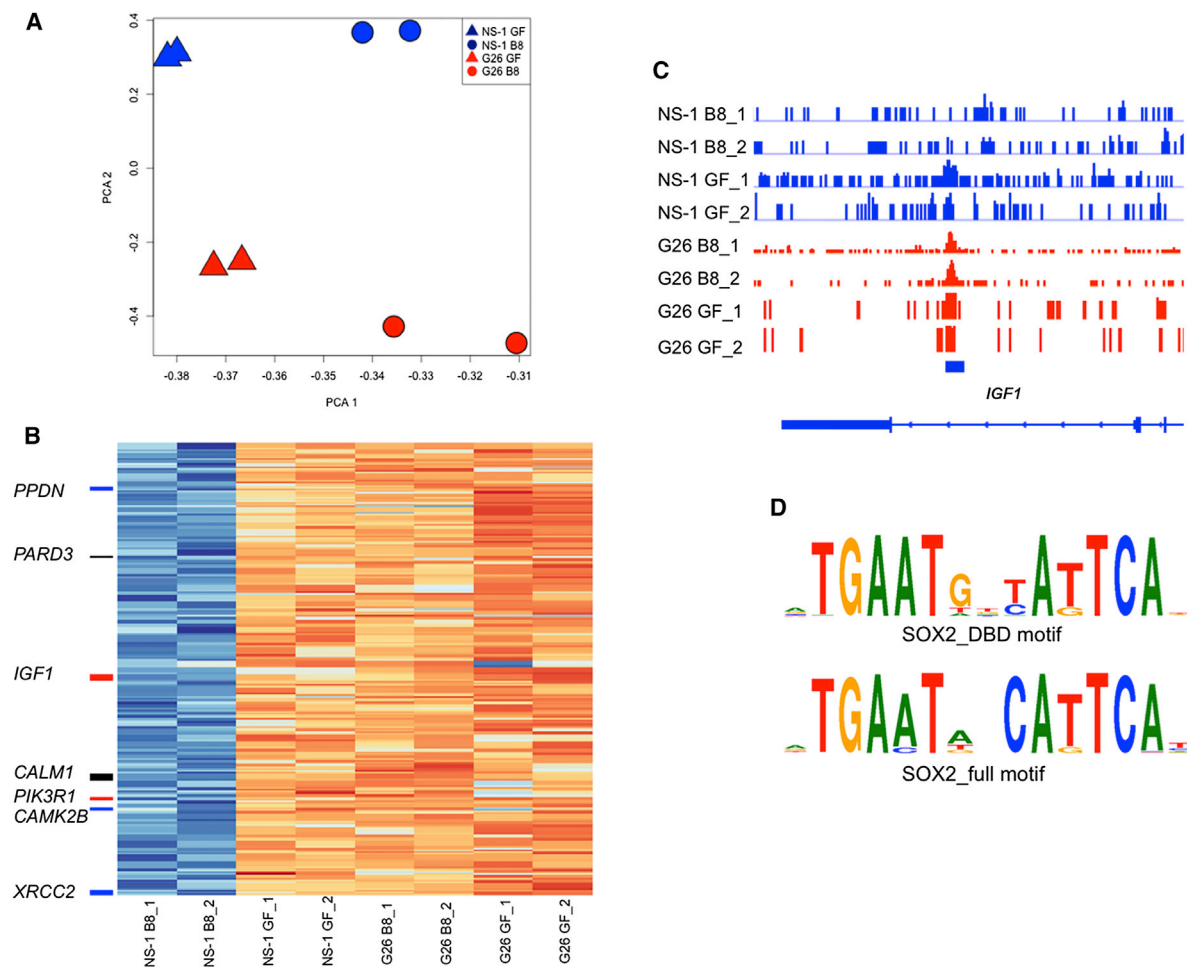 A
0.4
0.2
0.0
-0.2
-0.4
PCA 2
-0.38
-0.37
-0.36
-0.35
-0.34
-0.33
-0.32
-0.31
PCA 1
NS-1 GF
NS-1 B8
G26 GF
G26 B8
B
PPDN
PARD3
IGF1
CALM1
PIK3R1
CAMK2B
XRCC2
NS-1 B8_1
NS-1 B8_2
NS-1 GF_1
NS-1 GF_2
G26 B8_1
G26 B8_2
G26 GF_1
G26 GF_2
C
NS-1 B8_1
NS-1 B8_2
NS-1 GF_1
NS-1 GF_2
G26 B8_1
G26 B8_2
G26 GF_1
G26 GF_2
IGF1
D
SOX2_DBD motif
SOX2_full motif